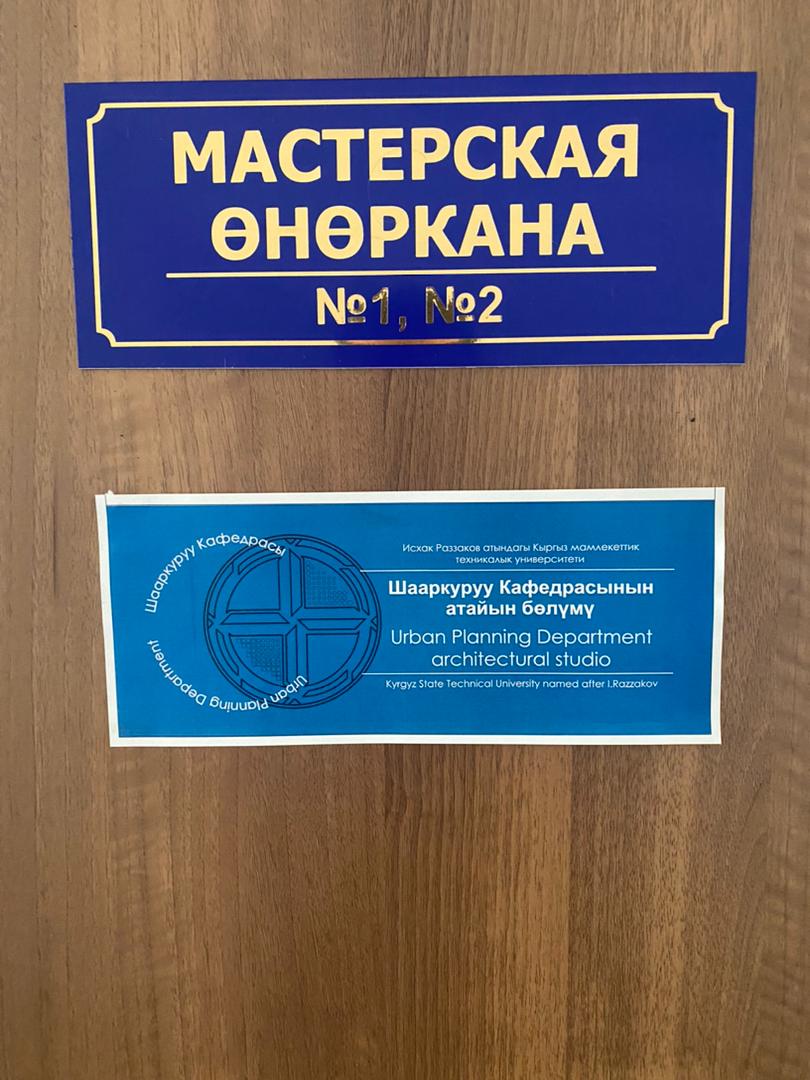 МАСТЕРСКАЯ
ӨНӨРКАНА
№1, №2
Шааркуруу Кафедрасы
Urban Planning Department
Исхак Раззаков атындагы Кыргыз мамлекеттик
техникалык университети
Шааркуруу Кафедрасынын
атайын бөлүмү
Urban Planning Department
architectural studio
Kyrgyz State Technical University named after I.Razzakov